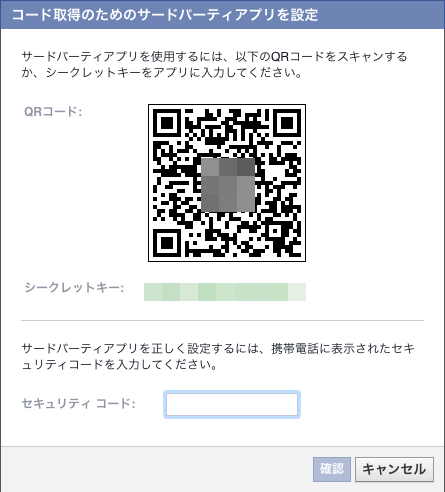 コード取得のためのサードパーティアプリを設定
サードパーティアプリを使用するには、以下のQRコードをスキャンする
か、シークレットキーをアプリに入力してください。
QRコード:
シークレットキー:
サードパーティアプリを正しく設定するには、携帯電話に表示されたセキ
ュリティコードを入力してください。
セキュリティ コード:
確認 キャンセル